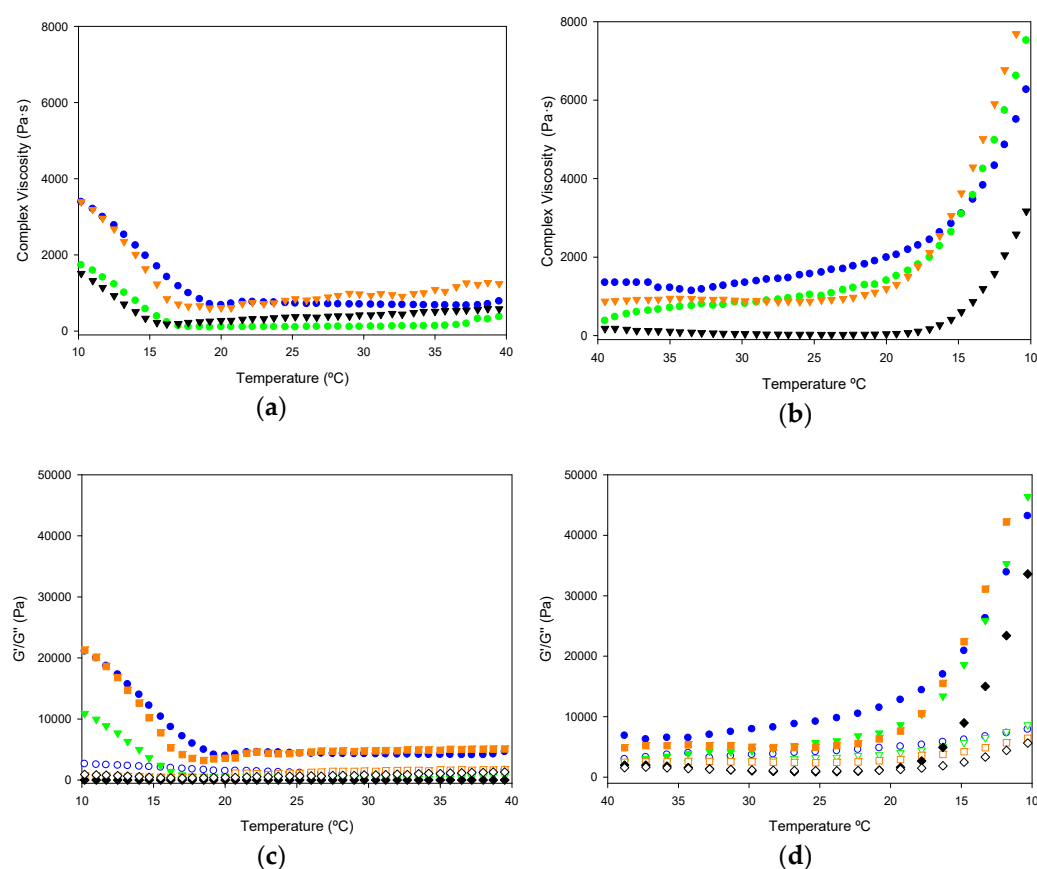 8000
6000
4000
2000
0
Complex Viscosity (Pa·s)
10 15 20 25 30 35 40
Temperature (ºC)
(a)
8000
6000
4000
2000
0
Complex Viscosity (Pa·s)
40 35 30 25 20 15 10
Temperature ºC
(b)
50000
40000
30000
20000
10000
0
G'/G'' (Pa)
10 15 20 25 30 35 40
Temperature (ºC)
(c)
50000
40000
30000
20000
10000
0
G'/G'' (Pa)
40 35 30 25 20 15 10
Temperature ºC
(d)